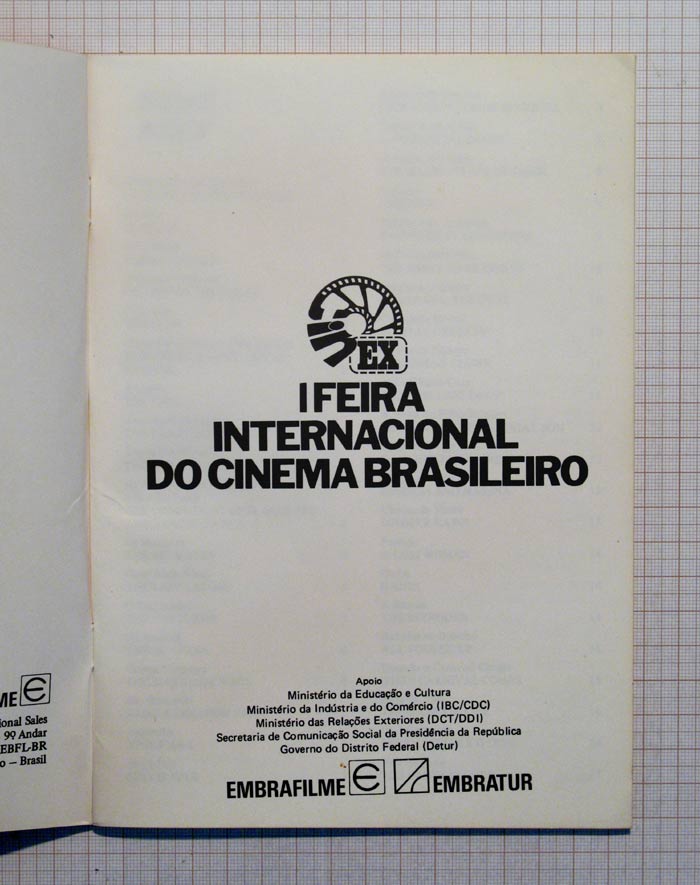 EX
I FEIRA
INTERNACIONAL
DO CINEMA BRASILEIRO
Apoio
Ministério da Educação e Cultura
Ministério da Indústria e do Comércio (IBC/CDC)
Ministério das Relações Exteriores (DCT/DDI)
Secretaria de Comunicação Social da Presidência da República
Governo do Distrito Federal (Detur)
EMBRAFILME EMBRATUR
ME
ional Sales
99 Andar
EBFL-BR
o – Brasil